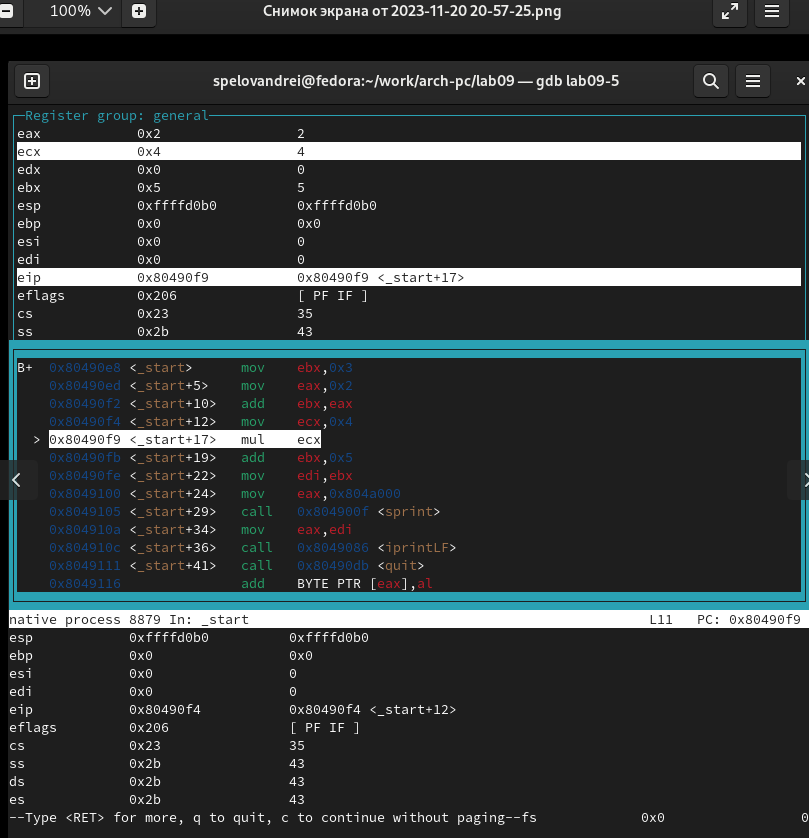 100%
Снимок экрана от 2023-11-20 20-57-25.png
spelovandrei@fedora:~/work/arch-pc/lab09 — gdb lab09-5
Register group: general
eax 0x2 2
ecx 0x4 4
edx 0x0 0
ebx 0x5 5
esp 0xffffd0b0 0xffffd0b0
ebp 0x0 0x0
esi 0x0 0
edi 0x0 0
eip 0x80490f9 0x80490f9 <_start+17>
eflags 0x206 [ PF IF ]
cs 0x23 35
ss 0x2b 43
B+ 0x80490e8 <_start> mov ebx,0x3
0x80490ed <_start+5> mov eax,0x2
0x80490f2 <_start+10> add ebx,eax
0x80490f4 <_start+12> mov ecx,0x4
> 0x80490f9 <_start+17> mul ecx
0x80490fb <_start+19> add ebx,0x5
0x80490fe <_start+22> mov edi,ebx
0x8049100 <_start+24> mov eax,0x804a000
0x8049105 <_start+29> call 0x804900f <sprint>
0x804910a <_start+34> mov eax,edi
0x804910c <_start+36> call 0x8049086 <iprintLF>
0x8049111 <_start+41> call 0x80490db <quit>
0x8049116 add BYTE PTR [eax],al
native process 8879 In: _start L11 PC: 0x80490f9
esp 0xffffd0b0 0xffffd0b0
ebp 0x0 0x0
esi 0x0 0
edi 0x0 0
eip 0x80490f4 0x80490f4 <_start+12>
eflags 0x206 [ PF IF ]
cs 0x23 35
ss 0x2b 43
ds 0x2b 43
es 0x2b 43
--Type <RET> for more, q to quit, c to continue without paging--fs 0x0 0